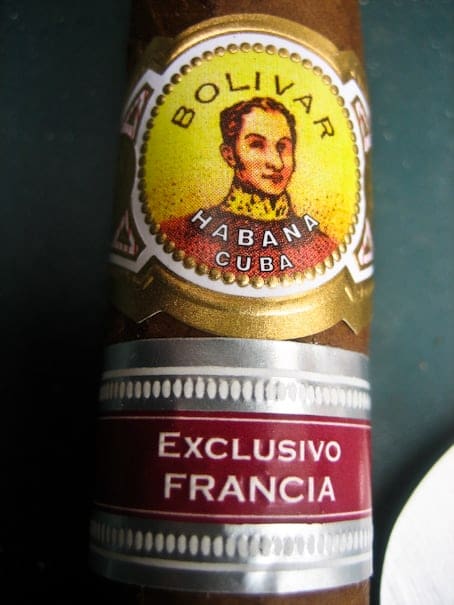 BOLIVAR
HABANA
CUBA
EXCLUSIVO
FRANCIA